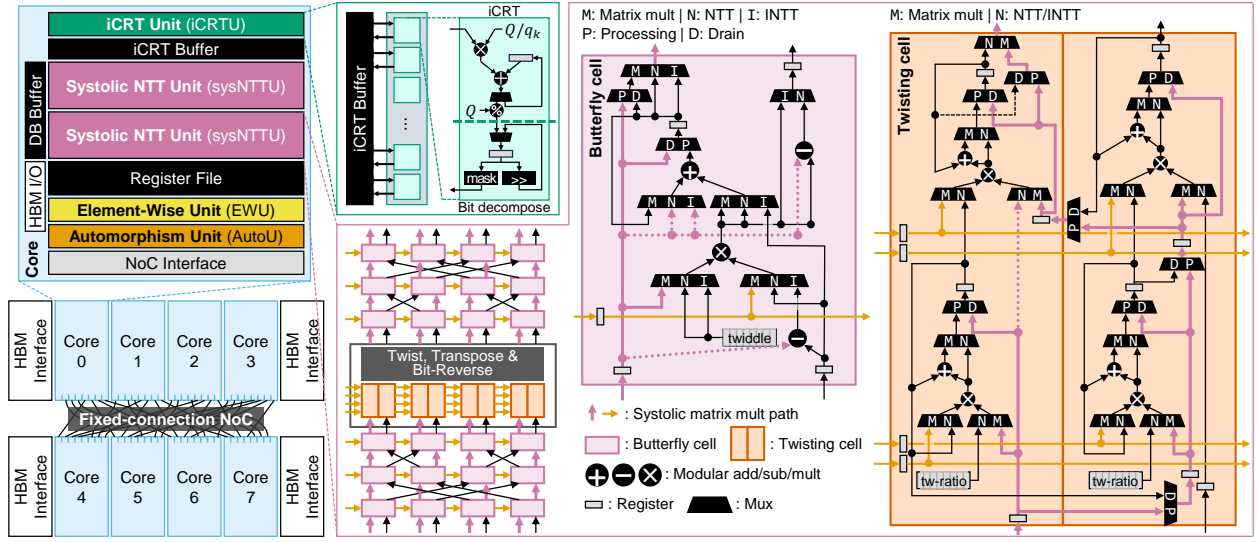 iCRT Unit (iCRTU)
iCRT Buffer
DB Buffer
Systolic NTT Unit (sysNTTU)
Systolic NTT Unit (sysNTTU)
HBM I/O
Register File
Element-Wise Unit (EWU)
Automorphism Unit (AutoU)
NoC Interface
Core
HBM
Interface
Core
0
Core
1
Core
2
Core
3
HBM
Interface
Fixed-connection NoC
HBM
Interface
Core
4
Core
5
Core
6
Core
7
HBM
Interface
iCRT Buffer
...
iCRT
Q/q_k
Q
%
mask
>>
Bit decompose
Twist, Transpose &
Bit-Reverse
M: Matrix mult | N: NTT | I: INTT
P: Processing | D: Drain
Butterfly cell
M N I
P D
I N
D P
M N I
M N I
M N I
M N I
twiddle
: Systolic matrix mult path
: Butterfly cell
: Twisting cell
: Modular add/sub/mult
: Register
: Mux
M: Matrix mult | N: NTT/INTT
Twisting cell
N M
D P
P D
M N
M N
N M
P D
M N
M N
N M
P D
D P
P D
M N
M N
N M
tw-ratio
P D
M N
M N
N M
tw-ratio
D P